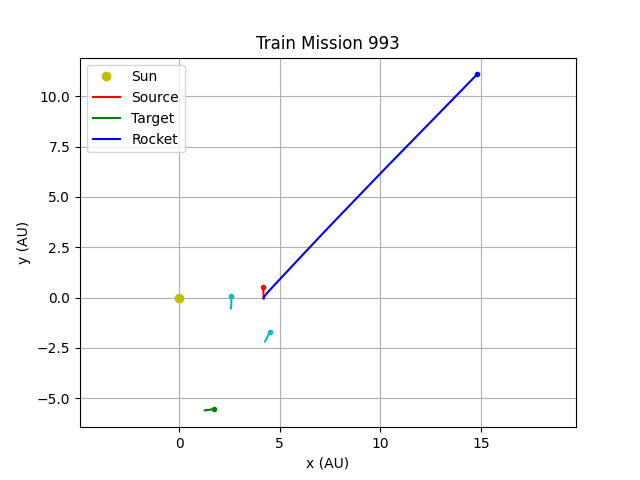 Train Mission 993
Sun
Source
Target
Rocket
10.0
7.5
5.0
2.5
0.0
−2.5
−5.0
y (AU)
0
5
10
15
x (AU)